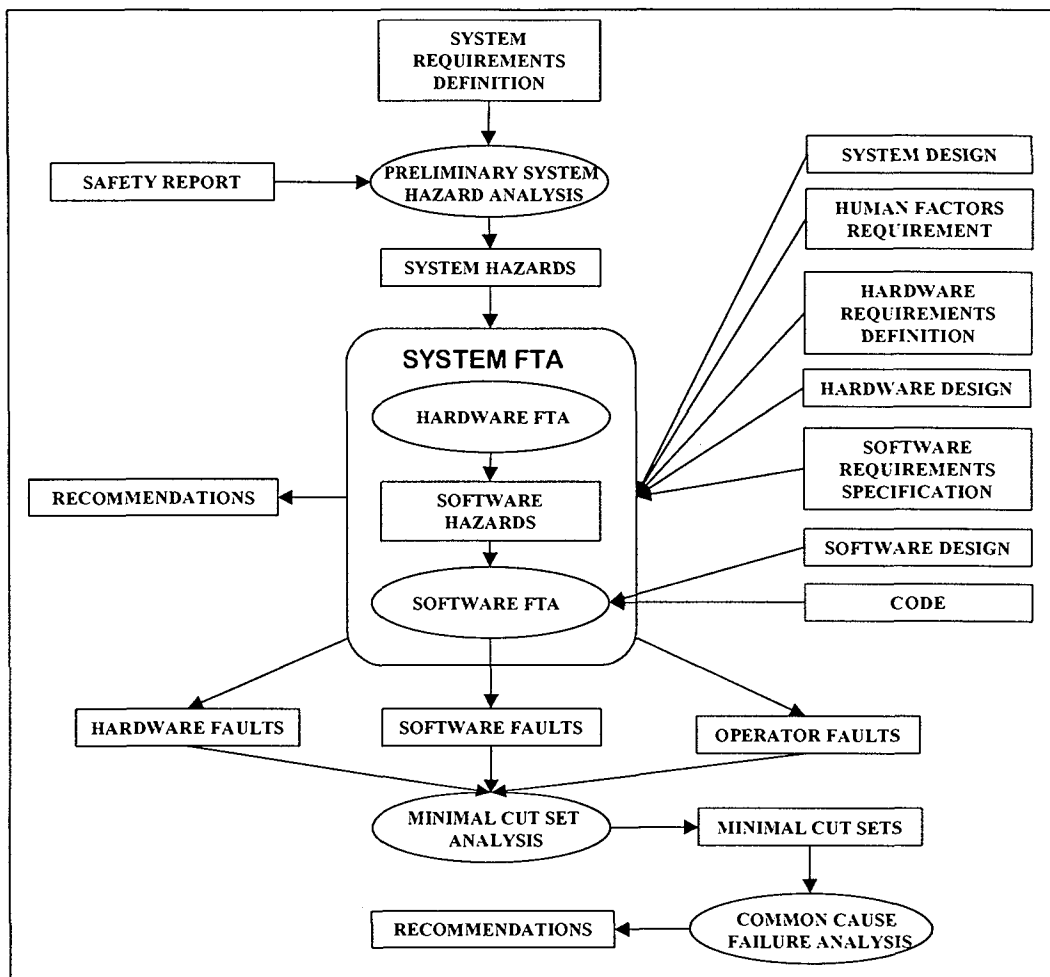 SYSTEM
REQUIREMENTS
DEFINITION
SAFETY REPORT
PRELIMINARY SYSTEM
HAZARD ANALYSIS
SYSTEM HAZARDS
SYSTEM DESIGN
HUMAN FACTORS
REQUIREMENT
HARDWARE
REQUIREMENTS
DEFINITION
HARDWARE DESIGN
SOFTWARE
REQUIREMENTS
SPECIFICATION
SOFTWARE DESIGN
CODE
SYSTEM FTA
HARDWARE FTA
SOFTWARE
HAZARDS
SOFTWARE FTA
RECOMMENDATIONS
HARDWARE FAULTS
SOFTWARE FAULTS
OPERATOR FAULTS
MINIMAL CUT SET
ANALYSIS
MINIMAL CUT SETS
COMMON CAUSE
FAILURE ANALYSIS
RECOMMENDATIONS